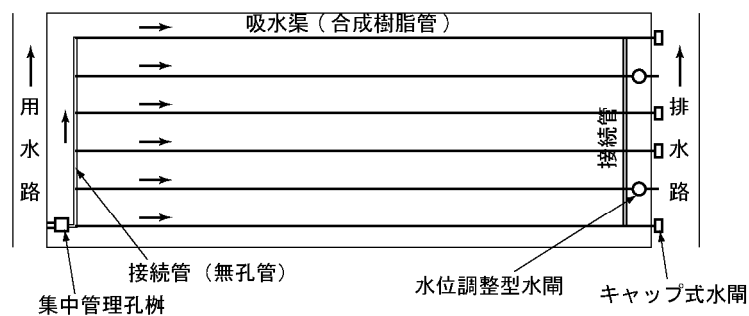 吸水渠(合成樹脂管)
用水路
排水路
接続管
接続管(無孔管)
集中管理孔桝
水位調整型水閘
キャップ式水閘